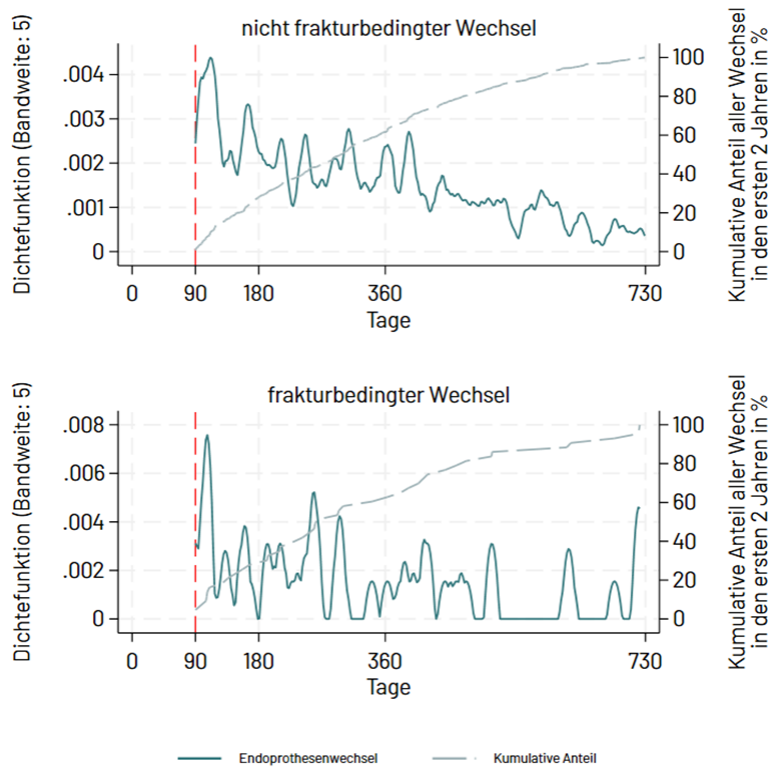 nicht frakturbedingter Wechsel
Dichtefunktion (Bandweite: 5)
.004
.003
.002
.001
0
100
80
60
40
20
0
Kumulative Anteil aller Wechsel
in den ersten 2 Jahren in %
0 90 180 360 730
Tage
frakturbedingter Wechsel
Dichtefunktion (Bandweite: 5)
.008
.006
.004
.002
0
100
80
60
40
20
0
Kumulative Anteil aller Wechsel
in den ersten 2 Jahren in %
0 90 180 360 730
Tage
Endoprothesenwechsel Kumulative Anteil